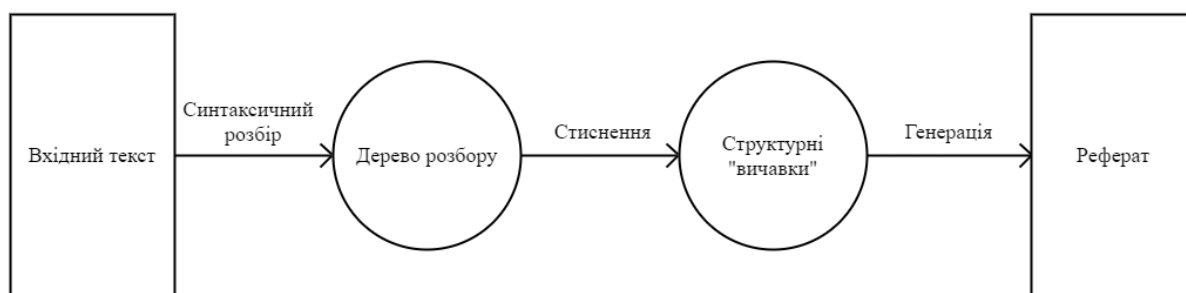 Вхідний текст
Синтаксичний
розбір
Дерево розбору
Стиснення
Структурні
"вичавки"
Генерація
Реферат